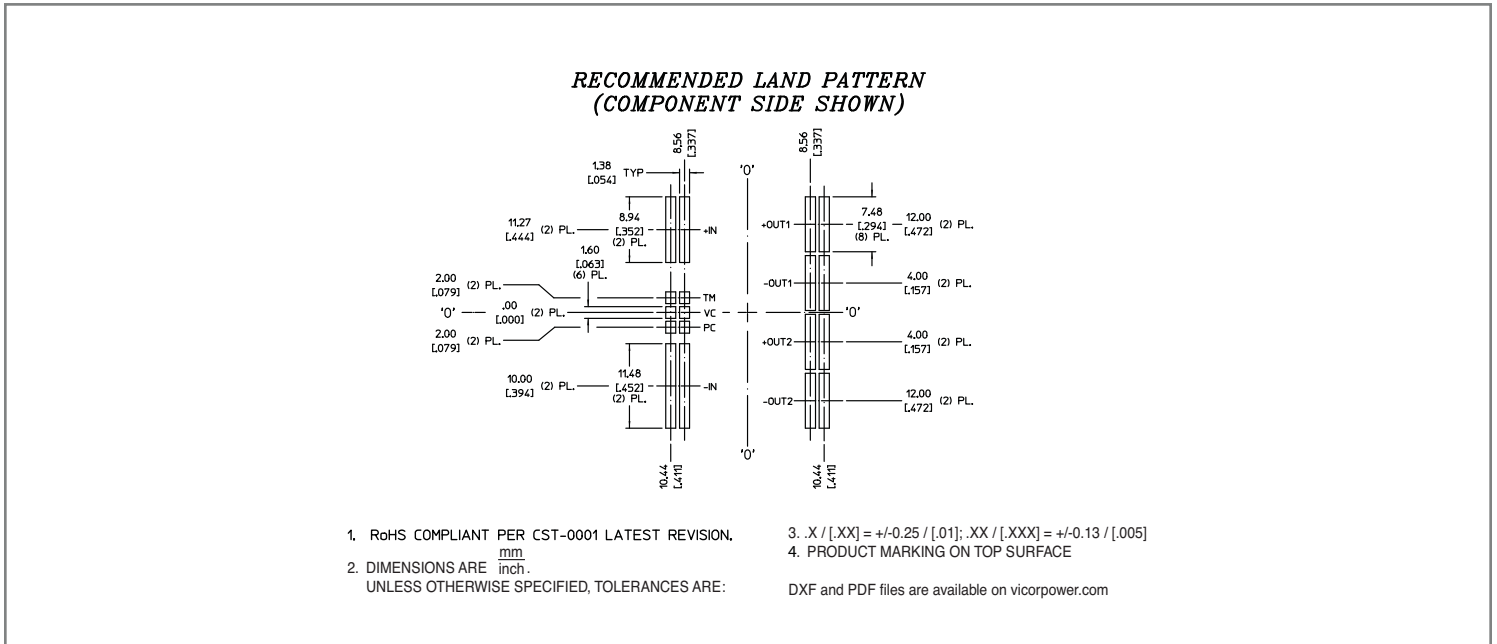 RECOMMENDED LAND PATTERN
(COMPONENT SIDE SHOWN)
8.56
[.337]
8.56
[.337]
1.38
[.054]
TYP
'0'
11.27
[.444]
(2) PL.
8.94
[.352]
(2) PL.
+IN
+OUT1
7.48
[.294]
(8) PL.
12.00
[.472]
(2) PL.
1.60
[.063]
(6) PL.
2.00
[.079]
(2) PL.
TM
-OUT1
4.00
[.157]
(2) PL.
'0'
.00
[.000]
(2) PL.
VC
'0'
2.00
[.079]
(2) PL.
PC
+OUT2
4.00
[.157]
(2) PL.
10.00
[.394]
(2) PL.
11.48
[.452]
(2) PL.
-IN
-OUT2
12.00
[.472]
(2) PL.
'0'
10.44
[.411]
10.44
[.411]
1. RoHS COMPLIANT PER CST-0001 LATEST REVISION.
2. DIMENSIONS ARE mm
inch.
UNLESS OTHERWISE SPECIFIED, TOLERANCES ARE:
3. .X / [.XX] = +/-0.25 / [.01]; .XX / [.XXX] = +/-0.13 / [.005]
4. PRODUCT MARKING ON TOP SURFACE
DXF and PDF files are available on vicorpower.com